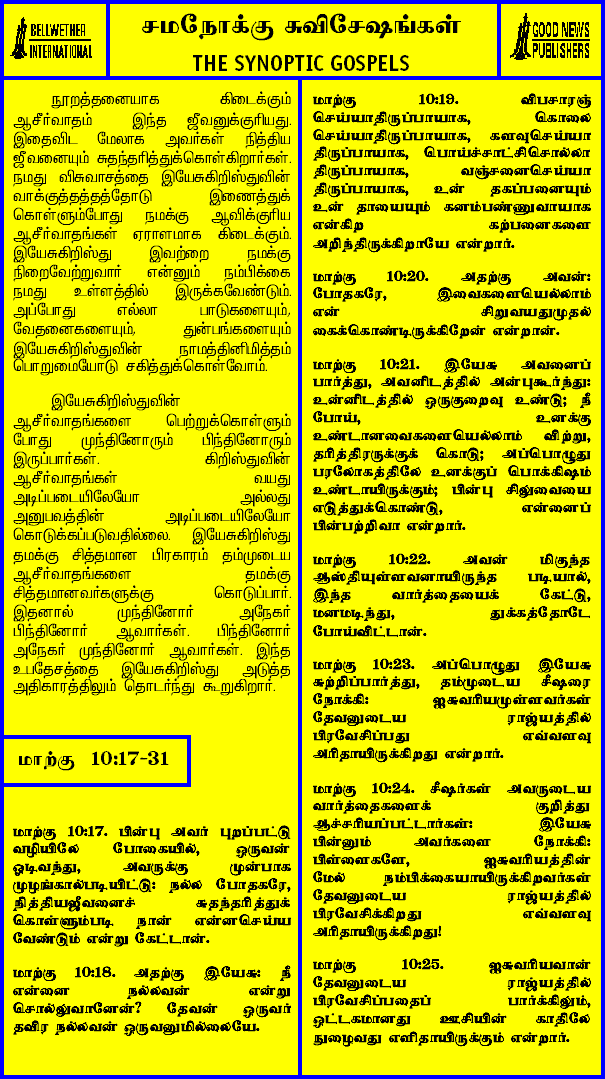 BELLWETHER
INTERNATIONAL
சமநோக்கு சுவிசேஷங்கள்
THE SYNOPTIC GOSPELS
GOOD NEWS
PUBLISHERS
நூறத்தனையாக கிடைக்கும்
ஆசீர்வாதம் இந்த ஜீவனுக்குரியது.
இதைவிட மேலாக அவர்கள் நித்திய
ஜீவனையும் சுதந்தரித்துக்கொள்கிறார்கள்.
நமது விசுவாசத்தை இயேசுகிறிஸ்துவின்
வாக்குத்தத்தத்தோடு இணைத்துக்
கொள்ளும்போது நமக்கு ஆவிக்குரிய
ஆசீர்வாதங்கள் ஏராளமாக கிடைக்கும்.
இயேசுகிறிஸ்து இவற்றை நமக்கு
நிறைவேற்றுவார் என்னும் நம்பிக்கை
நமது உள்ளத்தில் இருக்கவேண்டும்.
அப்போது எல்லா பாடுகளையும்,
வேதனைகளையும், துன்பங்களையும்
இயேசுகிறிஸ்துவின் நாமத்தினிமித்தம்
பொறுமையோடு சகித்துக்கொள்வோம்.
இயேசுகிறிஸ்துவின்
ஆசீர்வாதங்களை பெற்றுக்கொள்ளும்
போது முந்தினோரும் பிந்தினோரும்
இருப்பார்கள். கிறிஸ்துவின்
ஆசீர்வாதங்கள் வயது
அடிப்படையிலேயோ அல்லது
அனுபவத்தின் அடிப்படையிலேயோ
கொடுக்கப்படுவதில்லை. இயேசுகிறிஸ்து
தமக்கு சித்தமான பிரகாரம் தம்முடைய
ஆசீர்வாதங்களை தமக்கு
சித்தமானவர்களுக்கு கொடுப்பார்.
இதனால் முந்தினோர் அநேகர்
பிந்தினோர் ஆவார்கள். பிந்தினோர்
அநேகர் முந்தினோர் ஆவார்கள். இந்த
உபதேசத்தை இயேசுகிறிஸ்து அடுத்த
அதிகாரத்திலும் தொடர்ந்து கூறுகிறார்.
மாற்கு 10:17-31
மாற்கு 10:17. பின்பு அவர் புறப்பட்டு
வழியிலே போகையில், ஒருவன்
ஓடிவந்து, அவருக்கு முன்பாக
முழங்கால்படியிட்டு: நல்ல போதகரே,
நித்தியஜீவனைச் சுதந்தரித்துக்
கொள்ளும்படி நான் என்னசெய்ய
வேண்டும் என்று கேட்டான்.
மாற்கு 10:18. அதற்கு இயேசு: நீ
என்னை நல்லவன் என்று
சொல்லுவானேன்? தேவன் ஒருவர்
தவிர நல்லவன் ஒருவனுமில்லையே.
மாற்கு 10:19. விபசாரஞ்
செய்யாதிருப்பாயாக, கொலை
செய்யாதிருப்பாயாக, களவுசெய்யா
திருப்பாயாக, பொய்ச்சாட்சிசொல்லா
திருப்பாயாக, வஞ்சனைசெய்யா
திருப்பாயாக, உன் தகப்பனையும்
உன் தாயையும் கனம்பண்ணுவாயாக
என்கிற கற்பனைகளை
அறிந்திருக்கிறாயே என்றார்.
மாற்கு 10:20. அதற்கு அவன்:
போதகரே, இவைகளையெல்லாம்
என் சிறுவயதுமுதல்
கைக்கொண்டிருக்கிறேன் என்றான்.
மாற்கு 10:21. இயேசு அவனைப்
பார்த்து, அவனிடத்தில் அன்புகூர்ந்து:
உன்னிடத்தில் ஒருகுறைவு உண்டு; நீ
போய், உனக்கு
உண்டானவைகளையெல்லாம் விற்று,
தரித்திரருக்குக் கொடு; அப்பொழுது
பரலோகத்திலே உனக்குப் பொக்கிஷம்
உண்டாயிருக்கும்; பின்பு சிலுவையை
எடுத்துக்கொண்டு, என்னைப்
பின்பற்றிவா என்றார்.
மாற்கு 10:22. அவன் மிகுந்த
ஆஸ்தியுள்ளவனாயிருந்த படியால்,
இந்த வார்த்தையைக் கேட்டு,
மனமடிந்து, துக்கத்தோடே
போய்விட்டான்.
மாற்கு 10:23. அப்பொழுது இயேசு
சுற்றிப்பார்த்து, தம்முடைய சீஷரை
நோக்கி: ஐசுவரியமுள்ளவர்கள்
தேவனுடைய ராஜ்யத்தில்
பிரவேசிப்பது எவ்வளவு
அரிதாயிருக்கிறது என்றார்.
மாற்கு 10:24. சீஷர்கள் அவருடைய
வார்த்தைகளைக் குறித்து
ஆச்சரியப்பட்டார்கள்: இயேசு
பின்னும் அவர்களை நோக்கி:
பிள்ளைகளே, ஐசுவரியத்தின்
மேல் நம்பிக்கையாயிருக்கிறவர்கள்
தேவனுடைய ராஜ்யத்தில்
பிரவேசிக்கிறது எவ்வளவு
அரிதாயிருக்கிறது!
மாற்கு 10:25. ஐசுவரியவான்
தேவனுடைய ராஜ்யத்தில்
பிரவேசிப்பதைப் பார்க்கிலும்,
ஒட்டகமானது ஊசியின் காதிலே
நுழைவது எளிதாயிருக்கும் என்றார்.